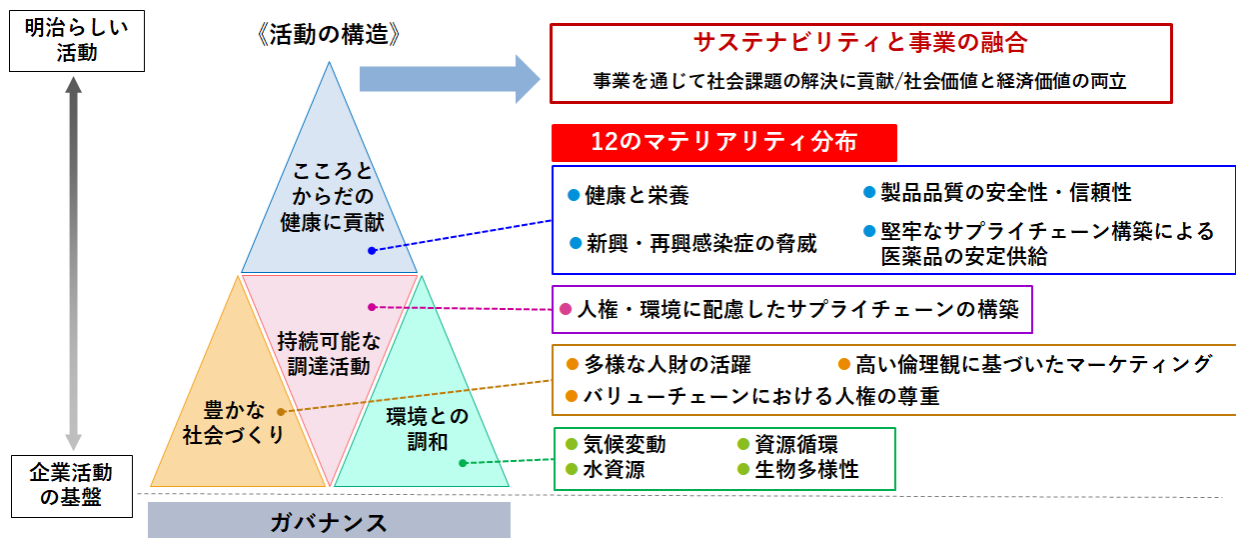 明治らしい
活動
《活動の構造》
サステナビリティと事業の融合
事業を通じて社会課題の解決に貢献/社会価値と経済価値の両立
12のマテリアリティ分布
こころと
からだの
健康に貢献
健康と栄養
製品品質の安全性・信頼性
新興・再興感染症の脅威
堅牢なサプライチェーン構築による
医薬品の安定供給
持続可能な
調達活動
人権・環境に配慮したサプライチェーンの構築
豊かな
社会づくり
多様な人財の活躍
高い倫理観に基づいたマーケティング
バリューチェーンにおける人権の尊重
環境との
調和
気候変動
資源循環
水資源
生物多様性
企業活動
の基盤
ガバナンス